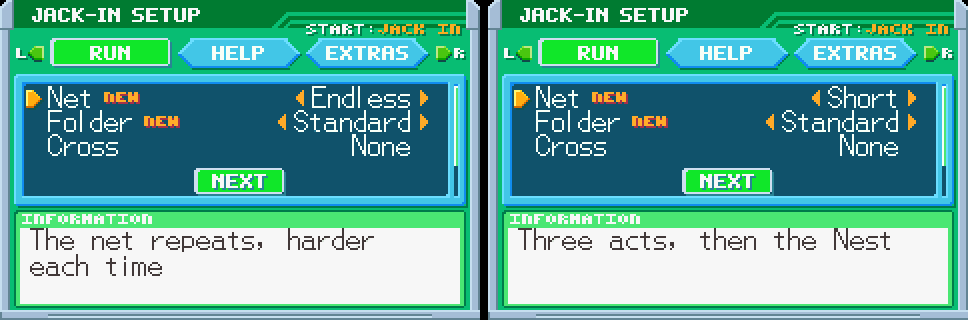 JACK-IN SETUP
START:JACK IN
L RUN HELP EXTRAS R
Net NEW Endless
Folder NEW Standard
Cross None
NEXT
INFORMATION
The net repeats, harder
each time
JACK-IN SETUP
START:JACK IN
L RUN HELP EXTRAS R
Net NEW Short
Folder NEW Standard
Cross None
NEXT
INFORMATION
Three acts, then the Nest